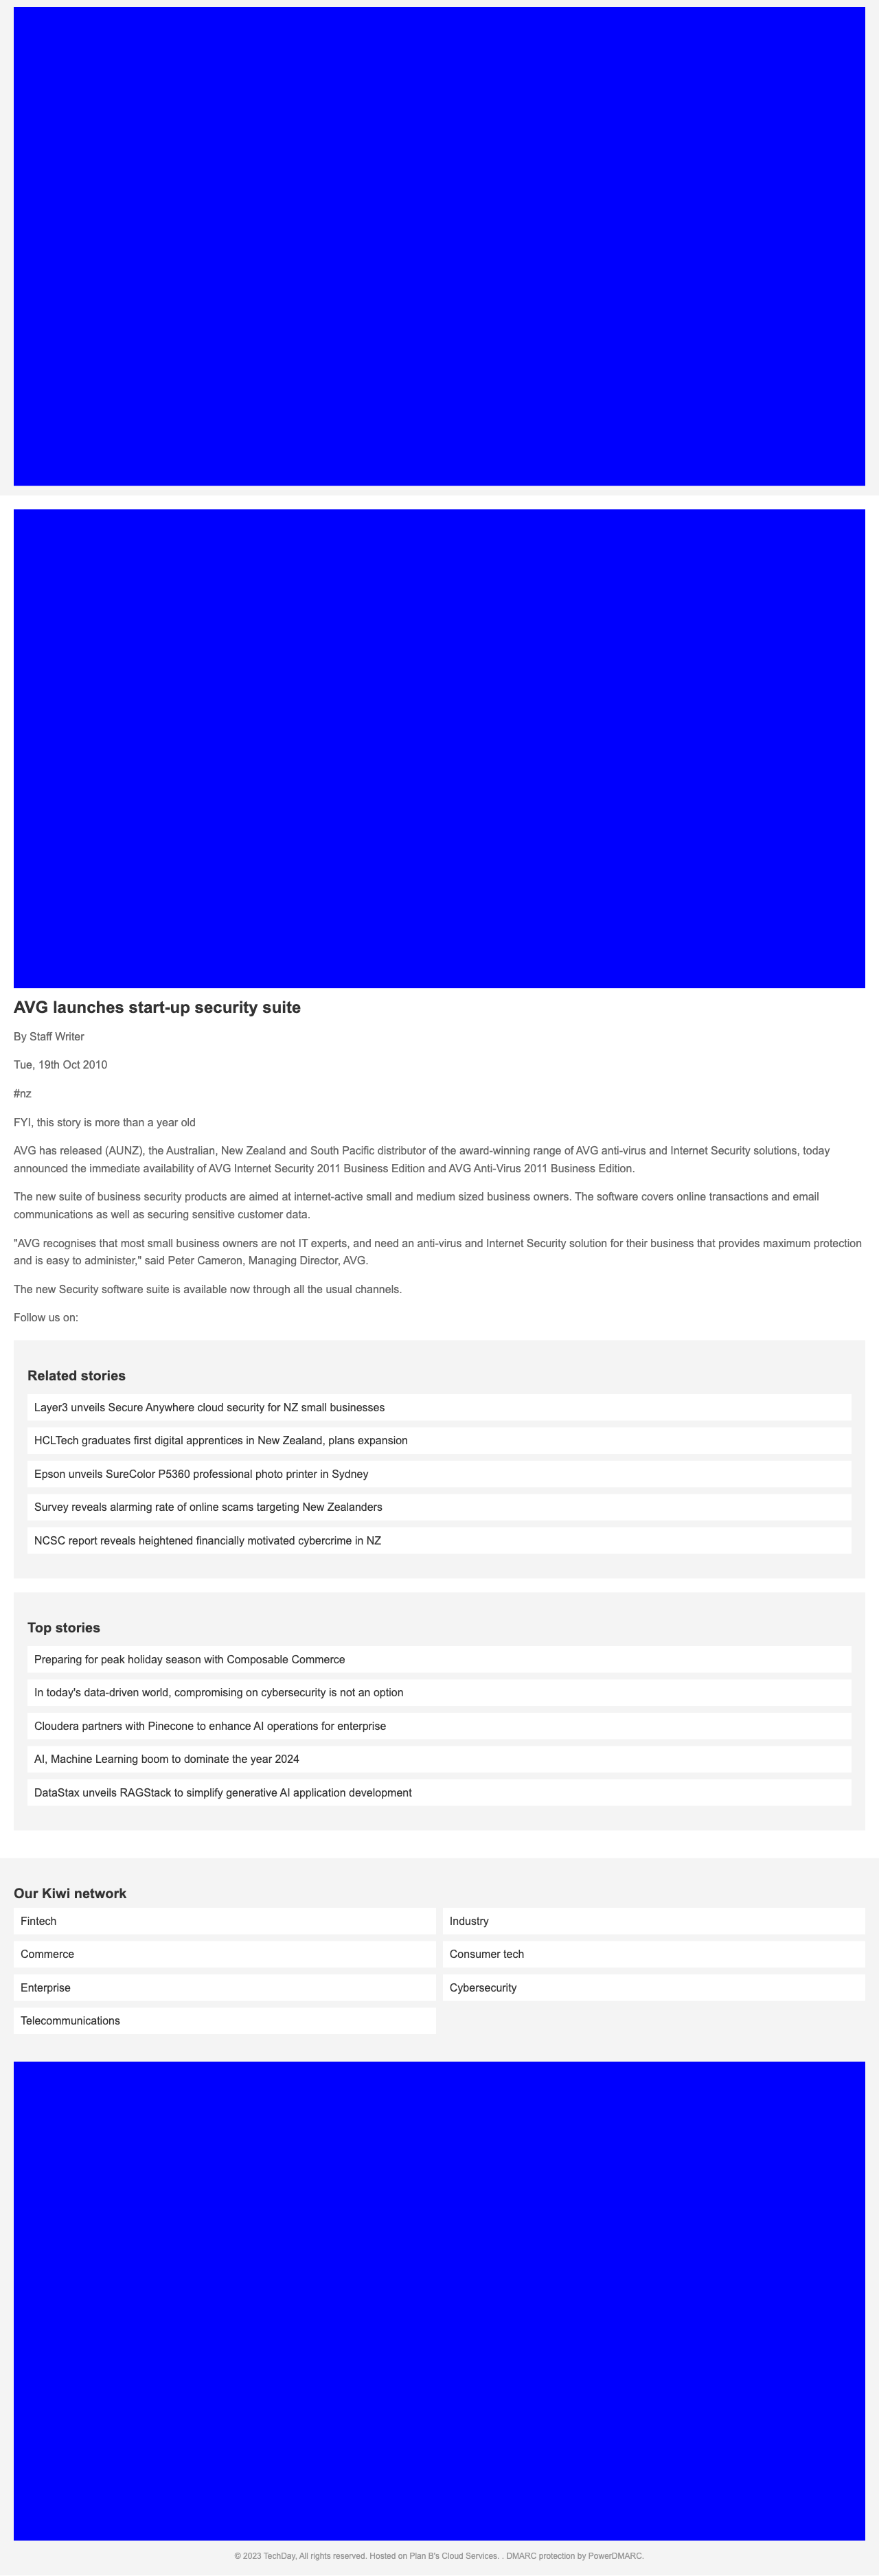 AVG launches start-up security suite
By Staff Writer
Tue, 19th Oct 2010
#nz
FYI, this story is more than a year old
AVG has released (AUNZ), the Australian, New Zealand and South Pacific distributor of the award-winning range of AVG anti-virus and Internet Security solutions, today
announced the immediate availability of AVG Internet Security 2011 Business Edition and AVG Anti-Virus 2011 Business Edition.
The new suite of business security products are aimed at internet-active small and medium sized business owners. The software covers online transactions and email
communications as well as securing sensitive customer data.
"AVG recognises that most small business owners are not IT experts, and need an anti-virus and Internet Security solution for their business that provides maximum protection
and is easy to administer," said Peter Cameron, Managing Director, AVG.
The new Security software suite is available now through all the usual channels.
Follow us on:
Related stories
Layer3 unveils Secure Anywhere cloud security for NZ small businesses
HCLTech graduates first digital apprentices in New Zealand, plans expansion
Epson unveils SureColor P5360 professional photo printer in Sydney
Survey reveals alarming rate of online scams targeting New Zealanders
NCSC report reveals heightened financially motivated cybercrime in NZ
Top stories
Preparing for peak holiday season with Composable Commerce
In today's data-driven world, compromising on cybersecurity is not an option
Cloudera partners with Pinecone to enhance AI operations for enterprise
AI, Machine Learning boom to dominate the year 2024
DataStax unveils RAGStack to simplify generative AI application development
Our Kiwi network
Fintech
Industry
Commerce
Consumer tech
Enterprise
Cybersecurity
Telecommunications
© 2023 TechDay, All rights reserved. Hosted on Plan B's Cloud Services. . DMARC protection by PowerDMARC.